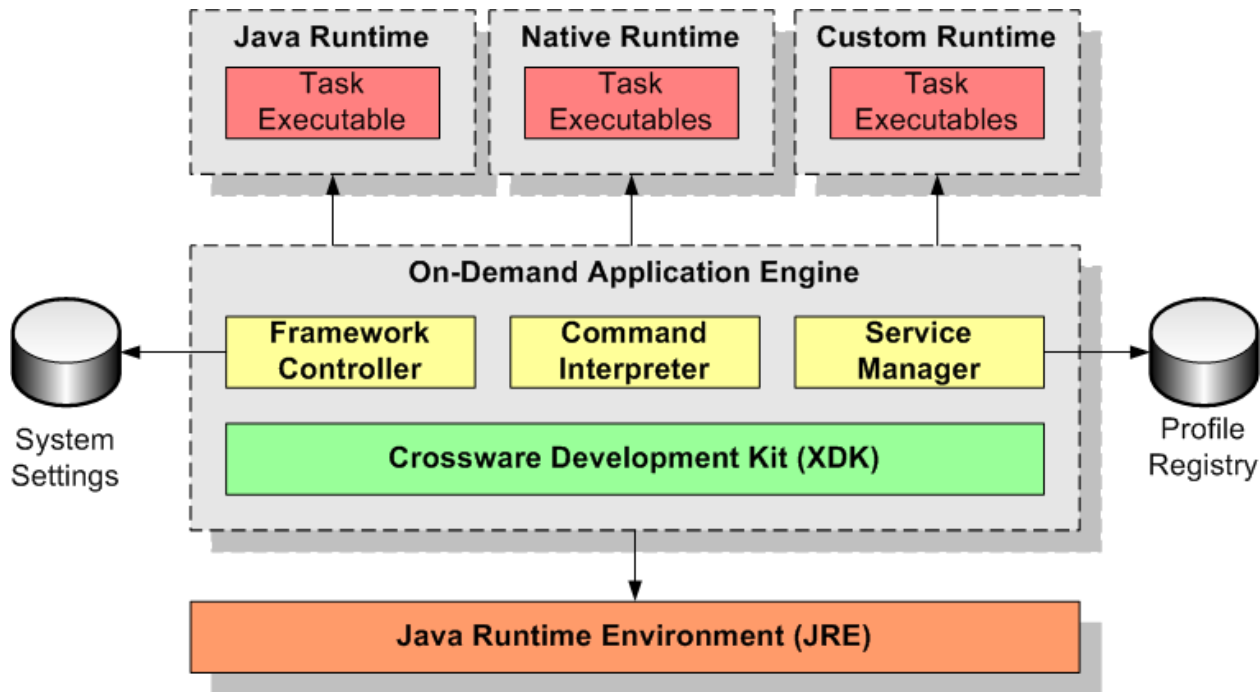 Java Runtime
Task
Executable
Native Runtime
Task
Executables
Custom Runtime
Task
Executables
On-Demand Application Engine
Framework
Controller
Command
Interpreter
Service
Manager
System
Settings
Profile
Registry
Crossware Development Kit (XDK)
Java Runtime Environment (JRE)